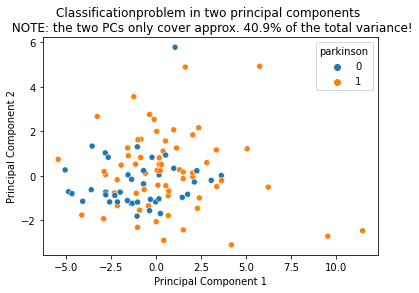 Classificationproblem in two principal components
NOTE: the two PCs only cover approx. 40.9% of the total variance!
parkinson
0
1
Principal Component 2
6
4
2
0
−2
−5.0
−2.5
0.0
2.5
5.0
7.5
10.0
Principal Component 1